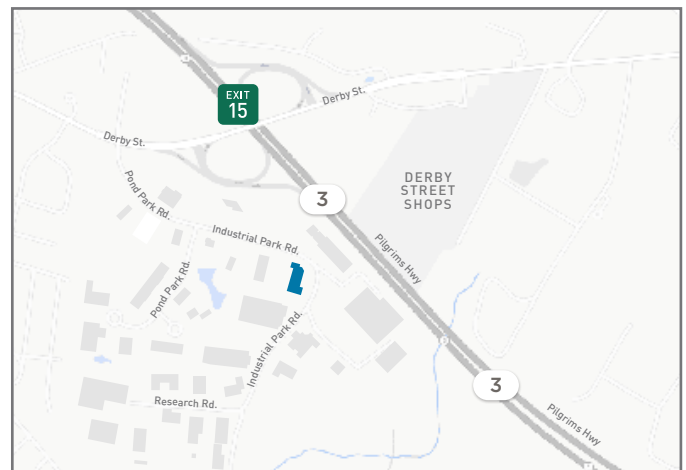 EXIT
15
Derby St.
Derby St.
DERBY
STREET
SHOPS
3
Pond Park Rd.
Industrial Park Rd.
Pilgrims Hwy
Pond Park Rd.
Industrial Park Rd.
3
Research Rd.
Pilgrims Hwy